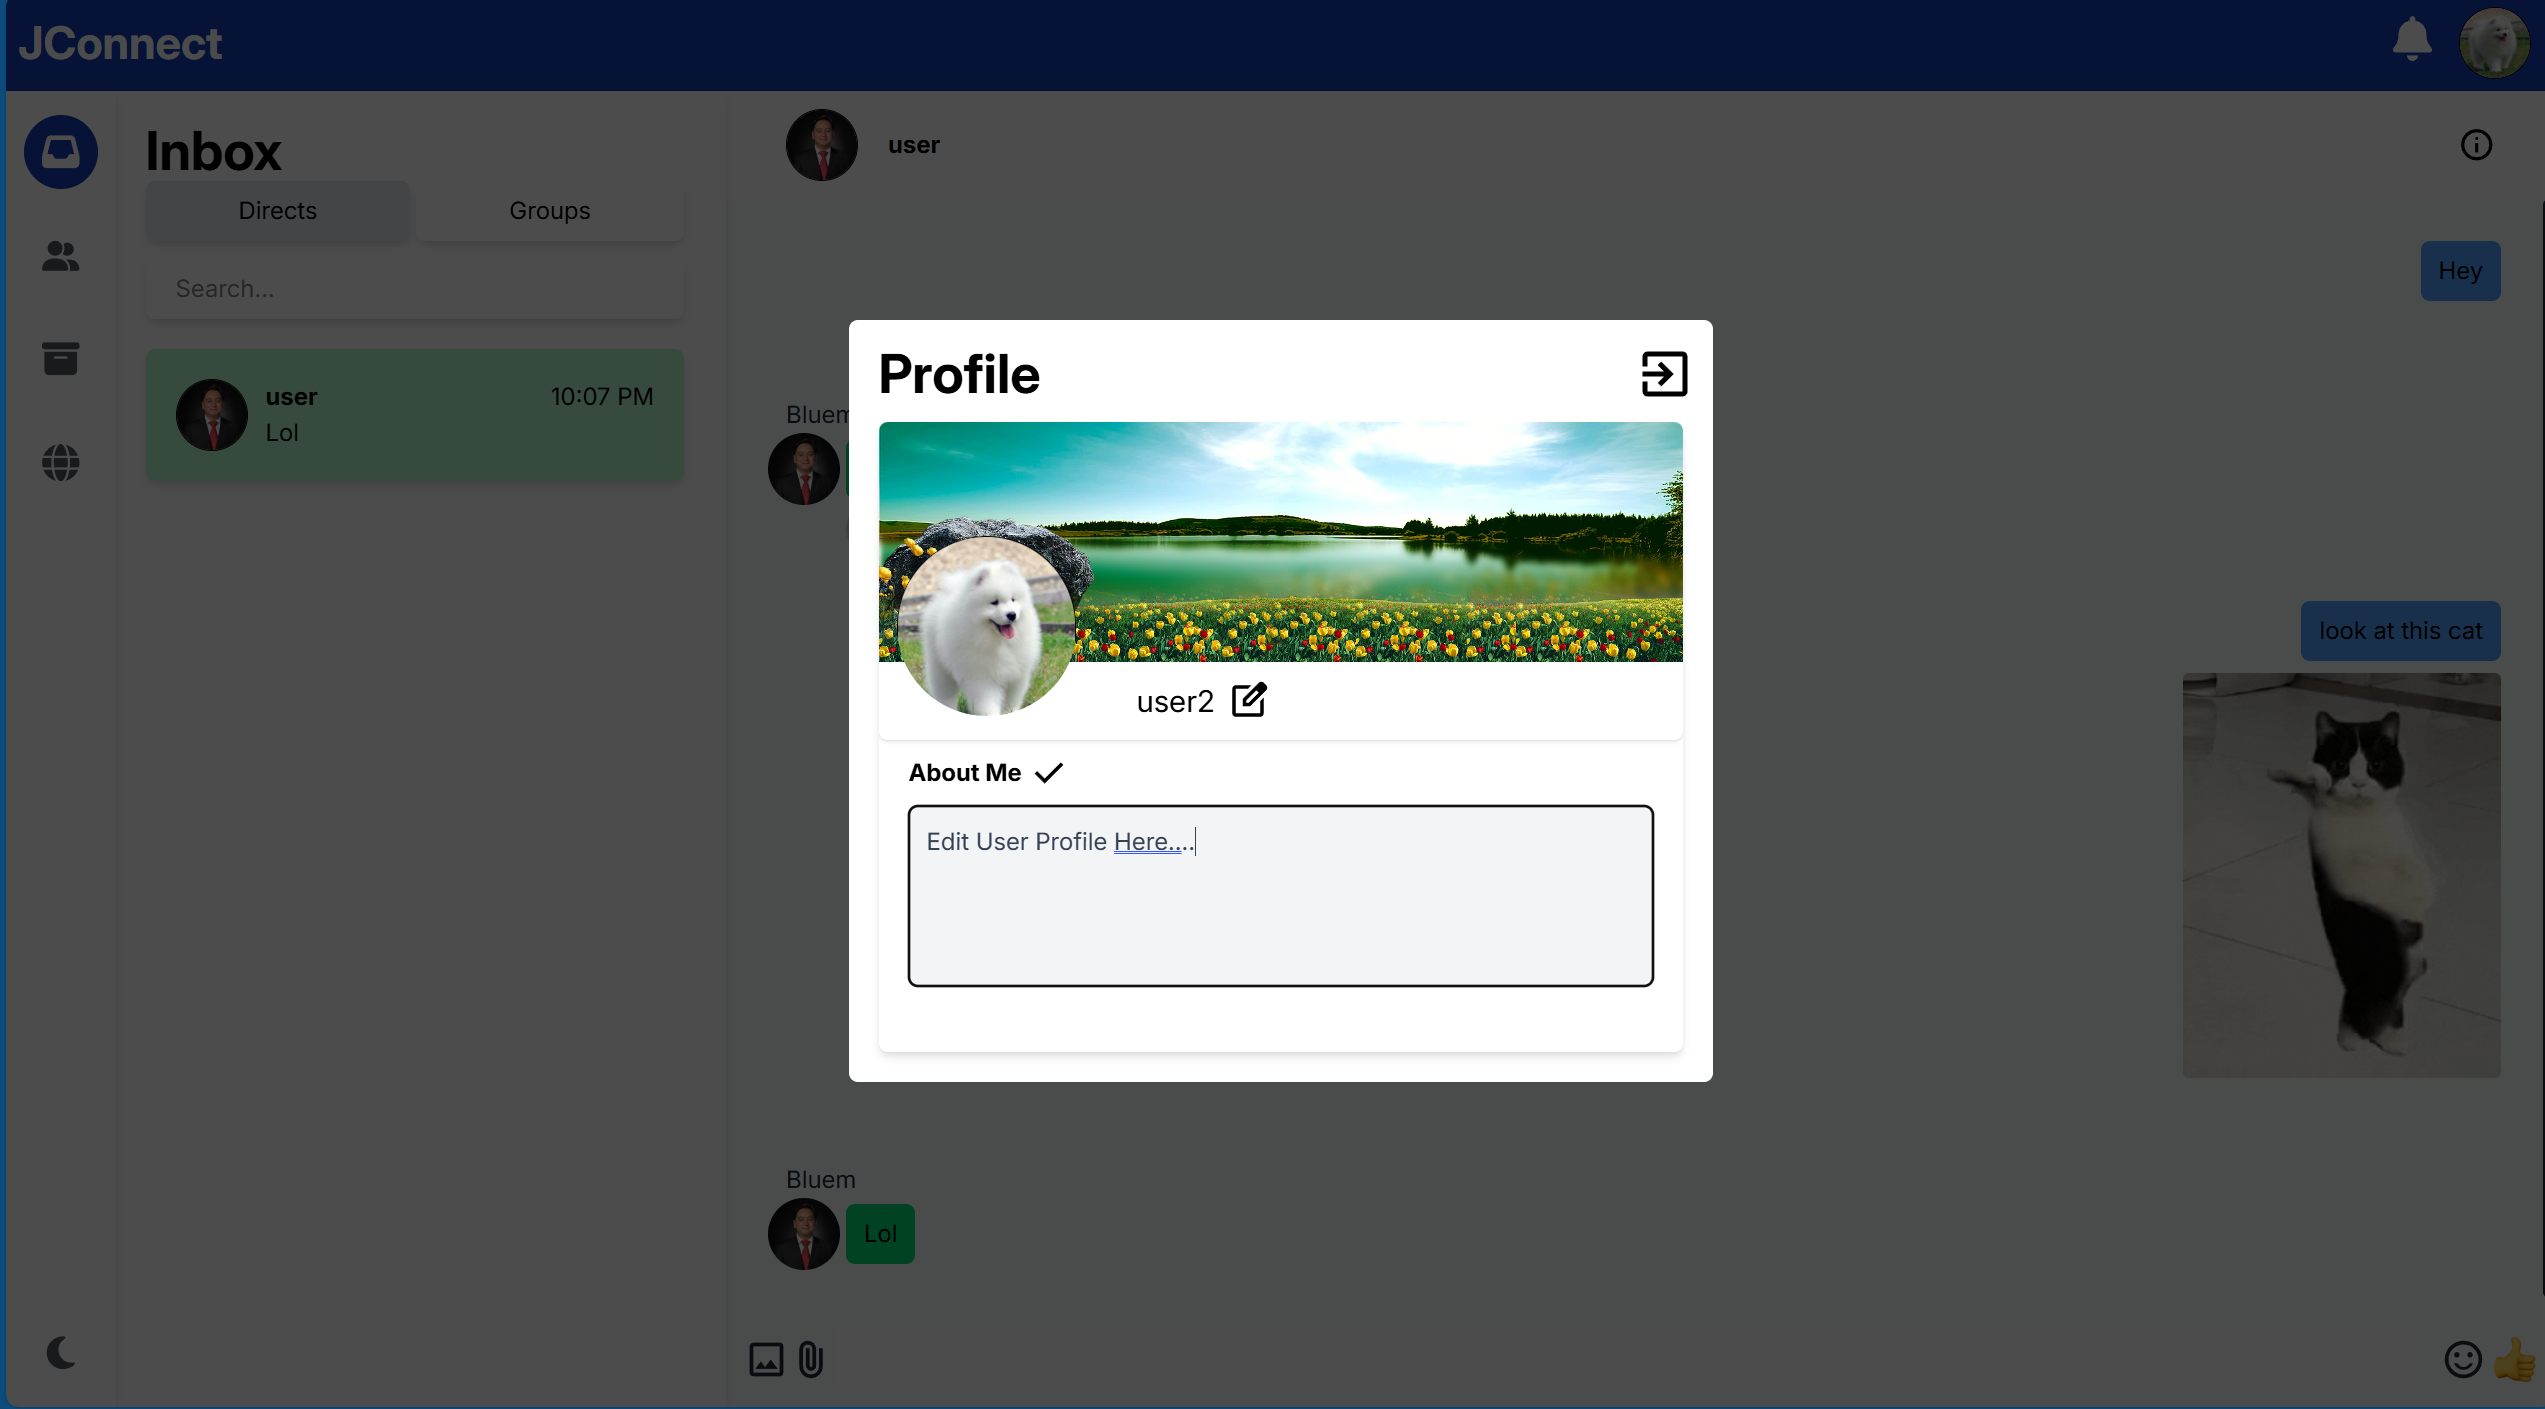 JConnect
Inbox
Directs
Groups
Search...
user
10:07 PM
Lol
user
Hey
Bluem
look at this cat
Bluem
Lol
Profile
user2
About Me
Edit User Profile Here....